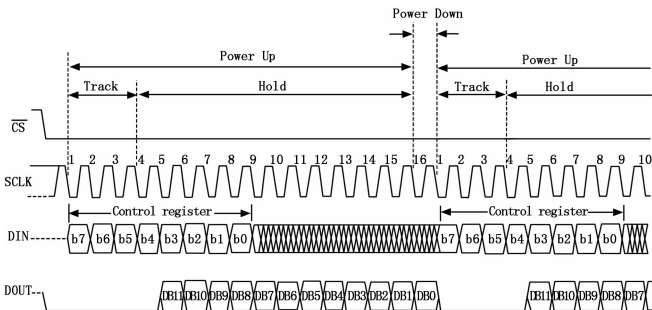 Power Down
Power Up Power Up
Track Hold Track Hold
CS
1 2 3 4 5 6 7 8 9 10 11 12 13 14 15 16 1 2 3 4 5 6 7 8 9 10
SCLK
Control register Control register
DIN b7 b6 b5 b4 b3 b2 b1 b0 b7 b6 b5 b4 b3 b2 b1 b0
DOUT DB11 DB10 DB9 DB8 DB7 DB6 DB5 DB4 DB3 DB2 DB1 DB0 DB11 DB10 DB9 DB8 DB7